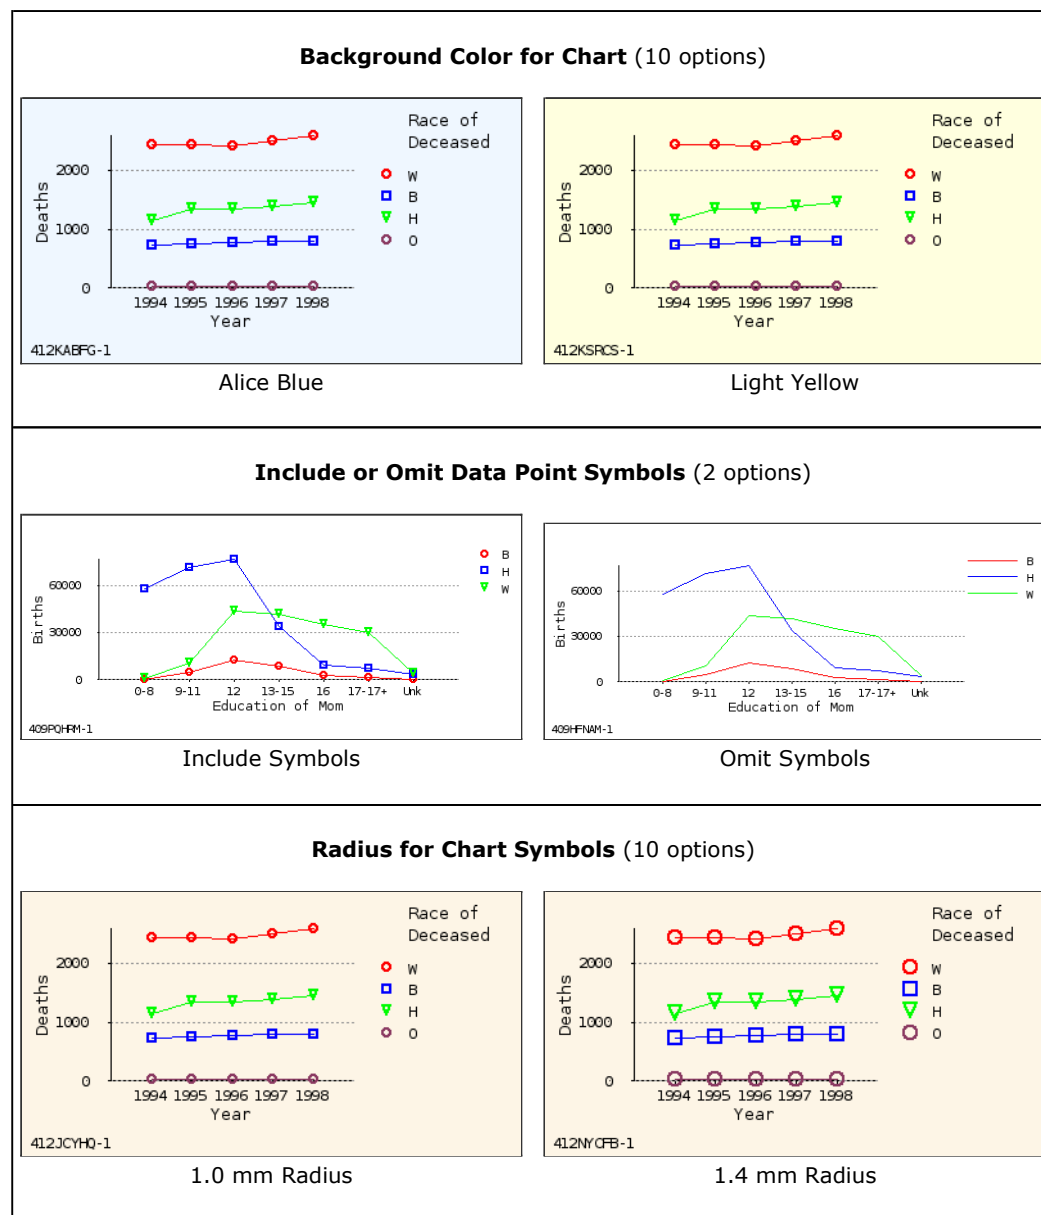 Background Color for Chart (10 options)
Race of
Deceased
W
B
H
O
2000
1000
0
Deaths
1994 1995 1996 1997 1998
Year
412KABFG-1
Alice Blue
Race of
Deceased
W
B
H
O
2000
1000
0
Deaths
1994 1995 1996 1997 1998
Year
412KSRCS-1
Light Yellow
Include or Omit Data Point Symbols (2 options)
B
H
W
60000
30000
0
Births
0-8 9-11 12 13-15 16 17-17+ Unk
Education of Mom
409PQHRM-1
Include Symbols
B
H
W
60000
30000
0
Births
0-8 9-11 12 13-15 16 17-17+ Unk
Education of Mom
409HFNAM-1
Omit Symbols
Radius for Chart Symbols (10 options)
Race of
Deceased
W
B
H
O
2000
1000
0
Deaths
1994 1995 1996 1997 1998
Year
412JCYHQ-1
1.0 mm Radius
Race of
Deceased
W
B
H
O
2000
1000
0
Deaths
1994 1995 1996 1997 1998
Year
412NYCFB-1
1.4 mm Radius